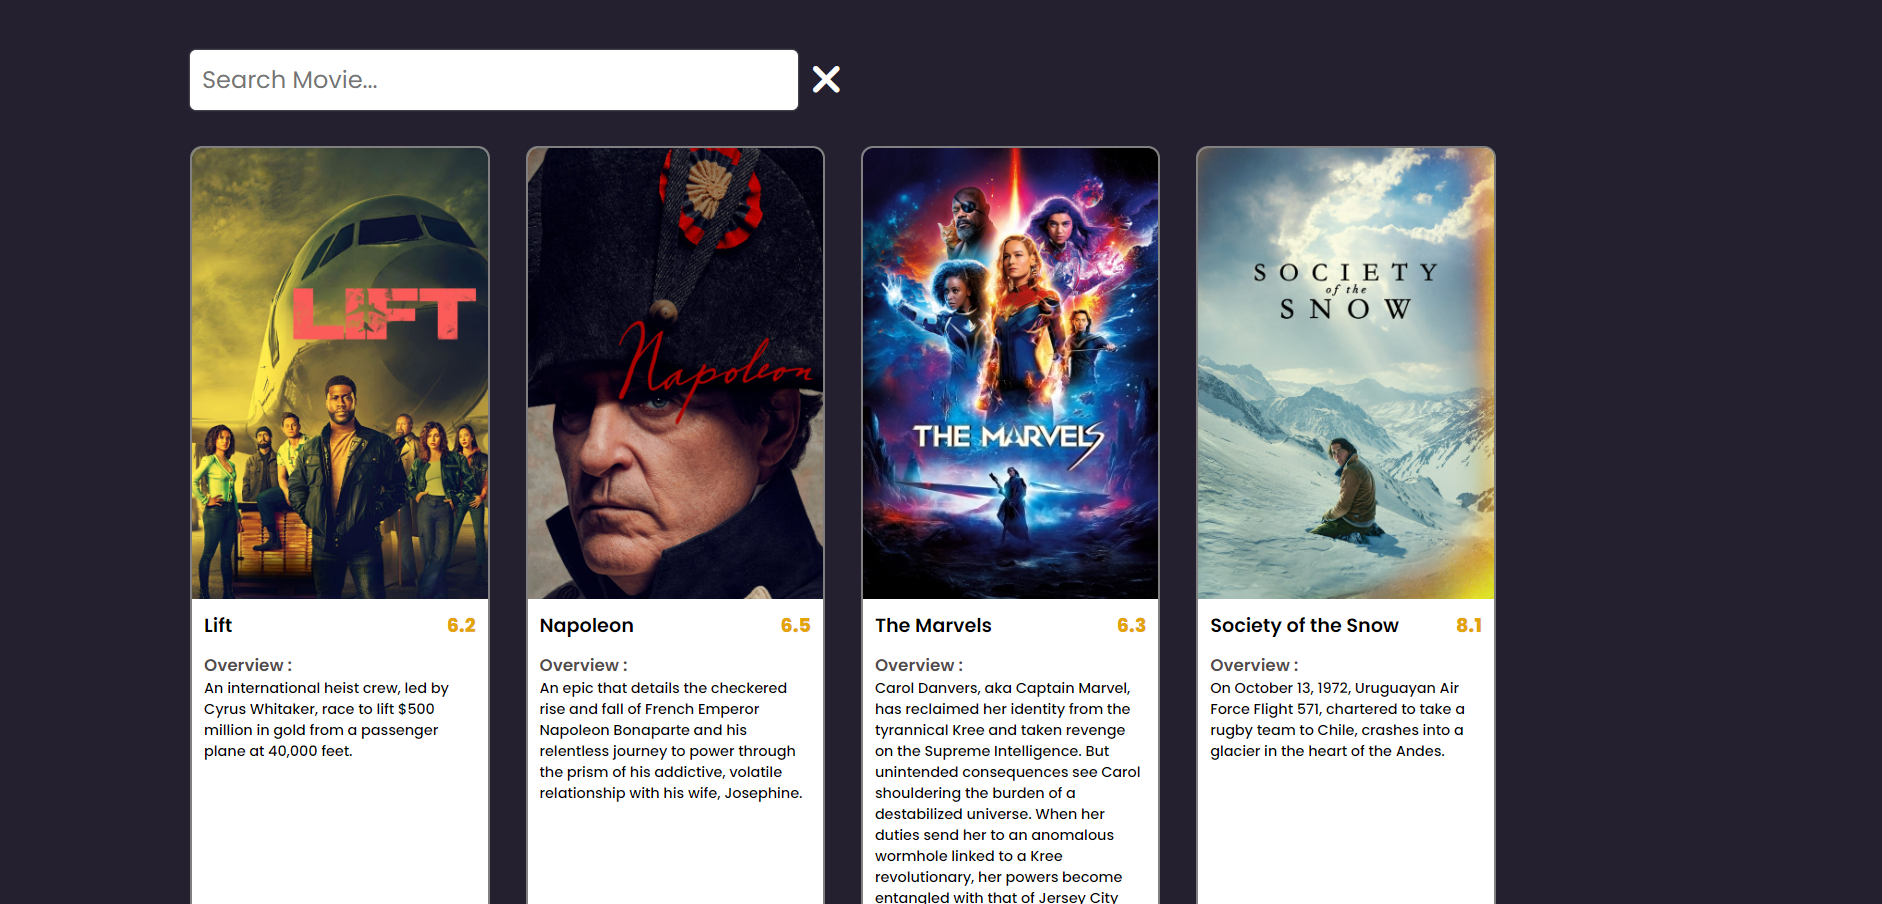 Search Movie...
LIFT
Napoleon
THE MARVELS
SOCIETY
of the
SNOW
Lift 6.2
Overview :
An international heist crew, led by
Cyrus Whitaker, race to lift $500
million in gold from a passenger
plane at 40,000 feet.
Napoleon 6.5
Overview :
An epic that details the checkered
rise and fall of French Emperor
Napoleon Bonaparte and his
relentless journey to power through
the prism of his addictive, volatile
relationship with his wife, Josephine.
The Marvels 6.3
Overview :
Carol Danvers, aka Captain Marvel,
has reclaimed her identity from the
tyrannical Kree and taken revenge
on the Supreme Intelligence. But
unintended consequences see Carol
shouldering the burden of a
destabilized universe. When her
duties send her to an anomalous
wormhole linked to a Kree
revolutionary, her powers become
entangled with that of Jersey City
Society of the Snow 8.1
Overview :
On October 13, 1972, Uruguayan Air
Force Flight 571, chartered to take a
rugby team to Chile, crashes into a
glacier in the heart of the Andes.